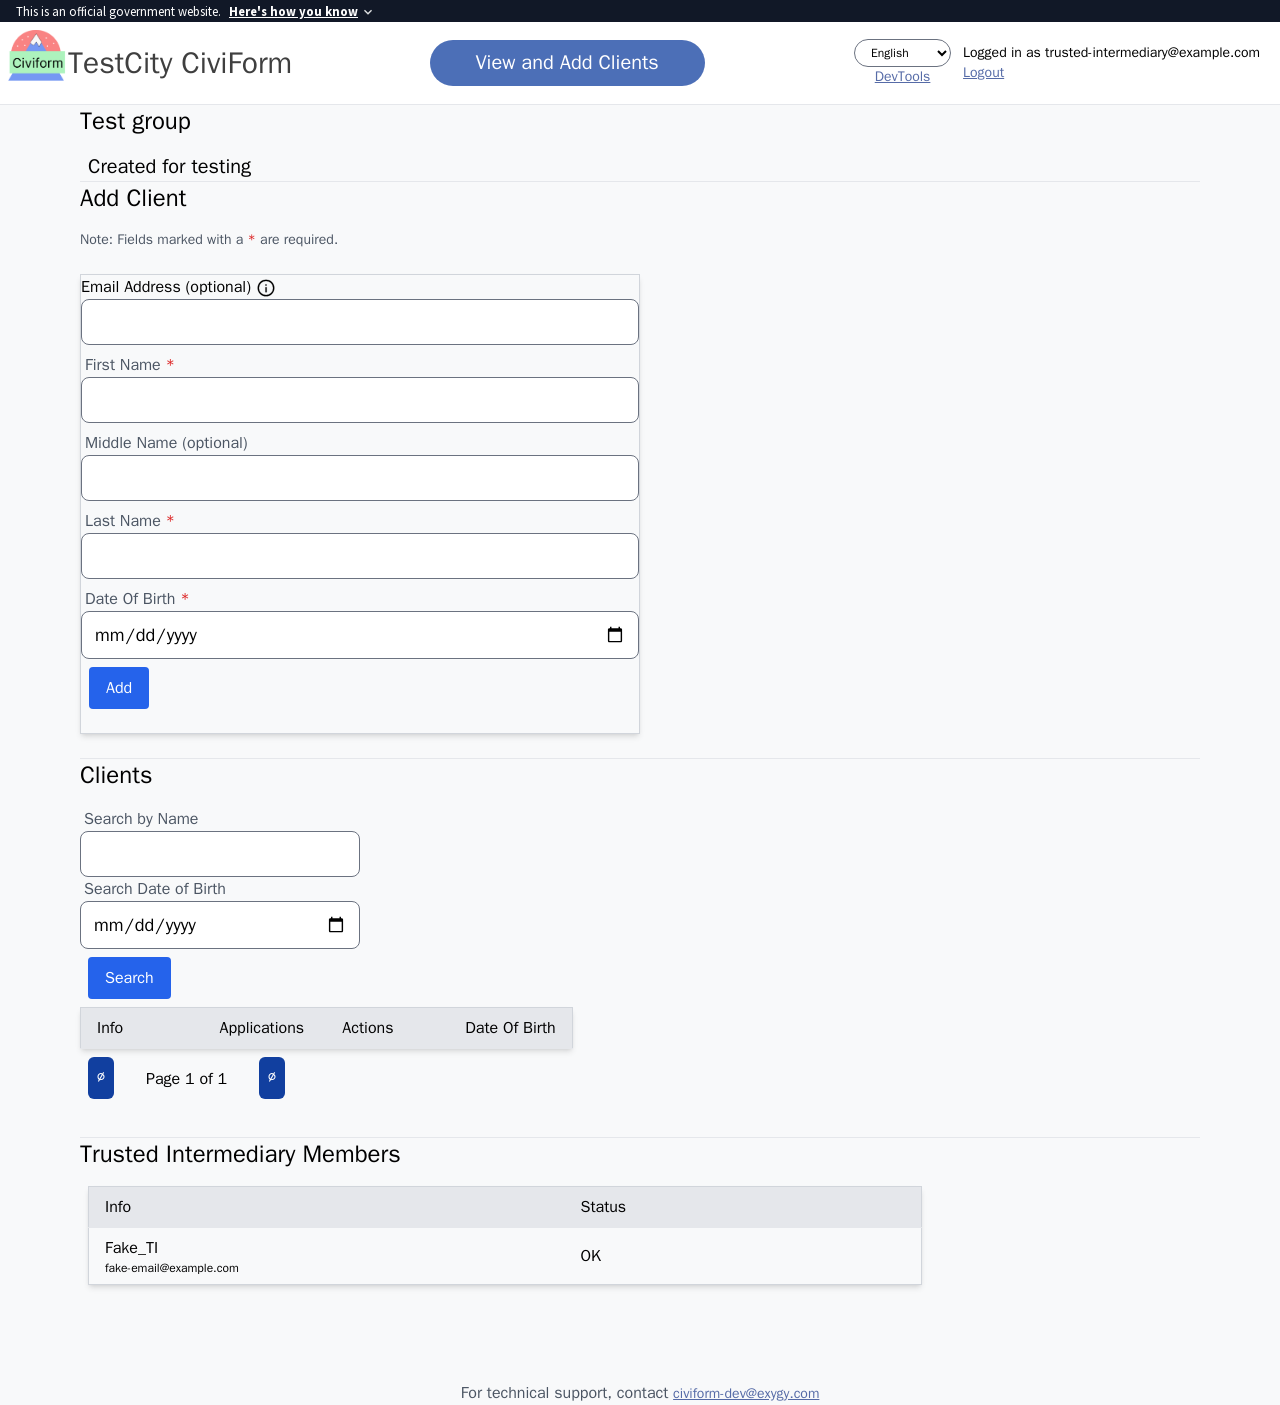 This is an official government website. Here's how you know
Civiform
TestCity CiviForm
View and Add Clients
English
DevTools
Logged in as trusted-intermediary@example.com
Logout
Test group
Created for testing
Add Client
Note: Fields marked with a * are required.
Email Address (optional)
First Name *
Middle Name (optional)
Last Name *
Date Of Birth *
mm/dd/yyyy
Add
Clients
Search by Name
Search Date of Birth
mm/dd/yyyy
Search
Info Applications Actions Date Of Birth
∅ Page 1 of 1 ∅
Trusted Intermediary Members
Info Status
Fake_TI
fake-email@example.com
OK
For technical support, contact civiform-dev@exygy.com